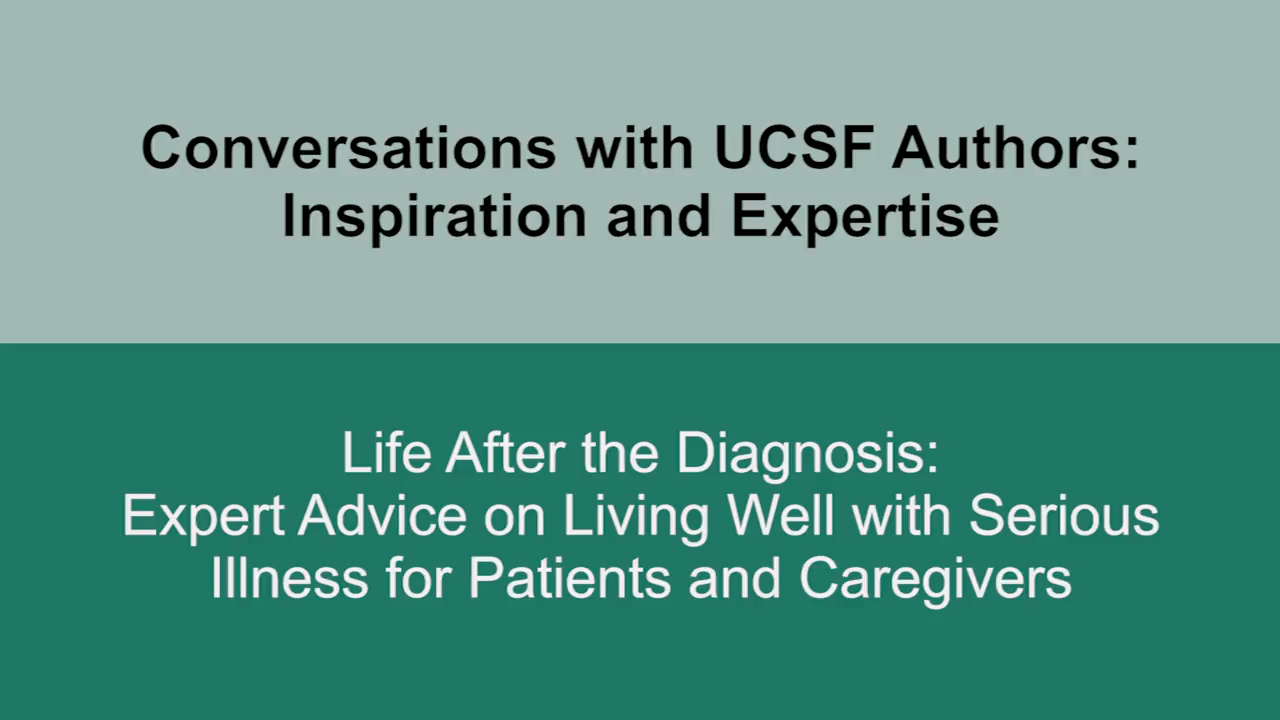 Conversations with UCSF Authors:
Inspiration and Expertise
Life After the Diagnosis:
Expert Advice on Living Well with Serious
Illness for Patients and Caregivers